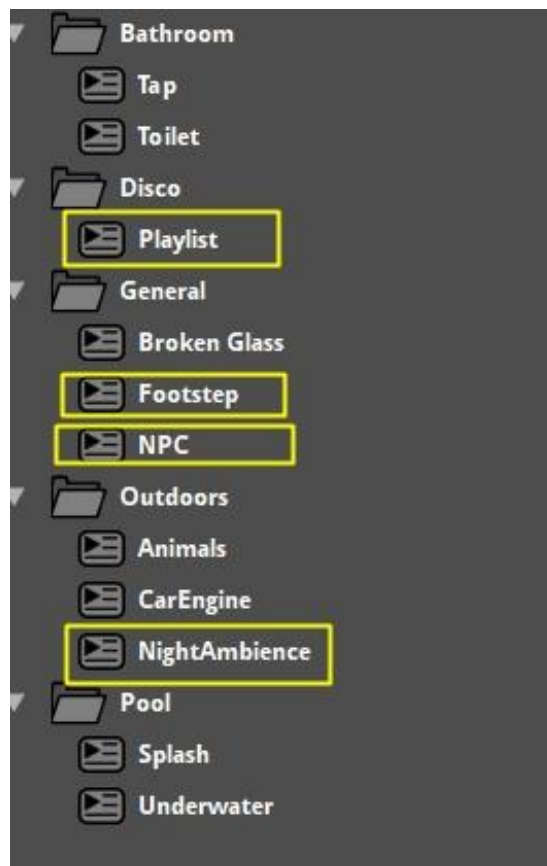 Bathroom
Tap
Toilet
Disco
Playlist
General
Broken Glass
Footstep
NPC
Outdoors
Animals
CarEngine
NightAmbience
Pool
Splash
Underwater